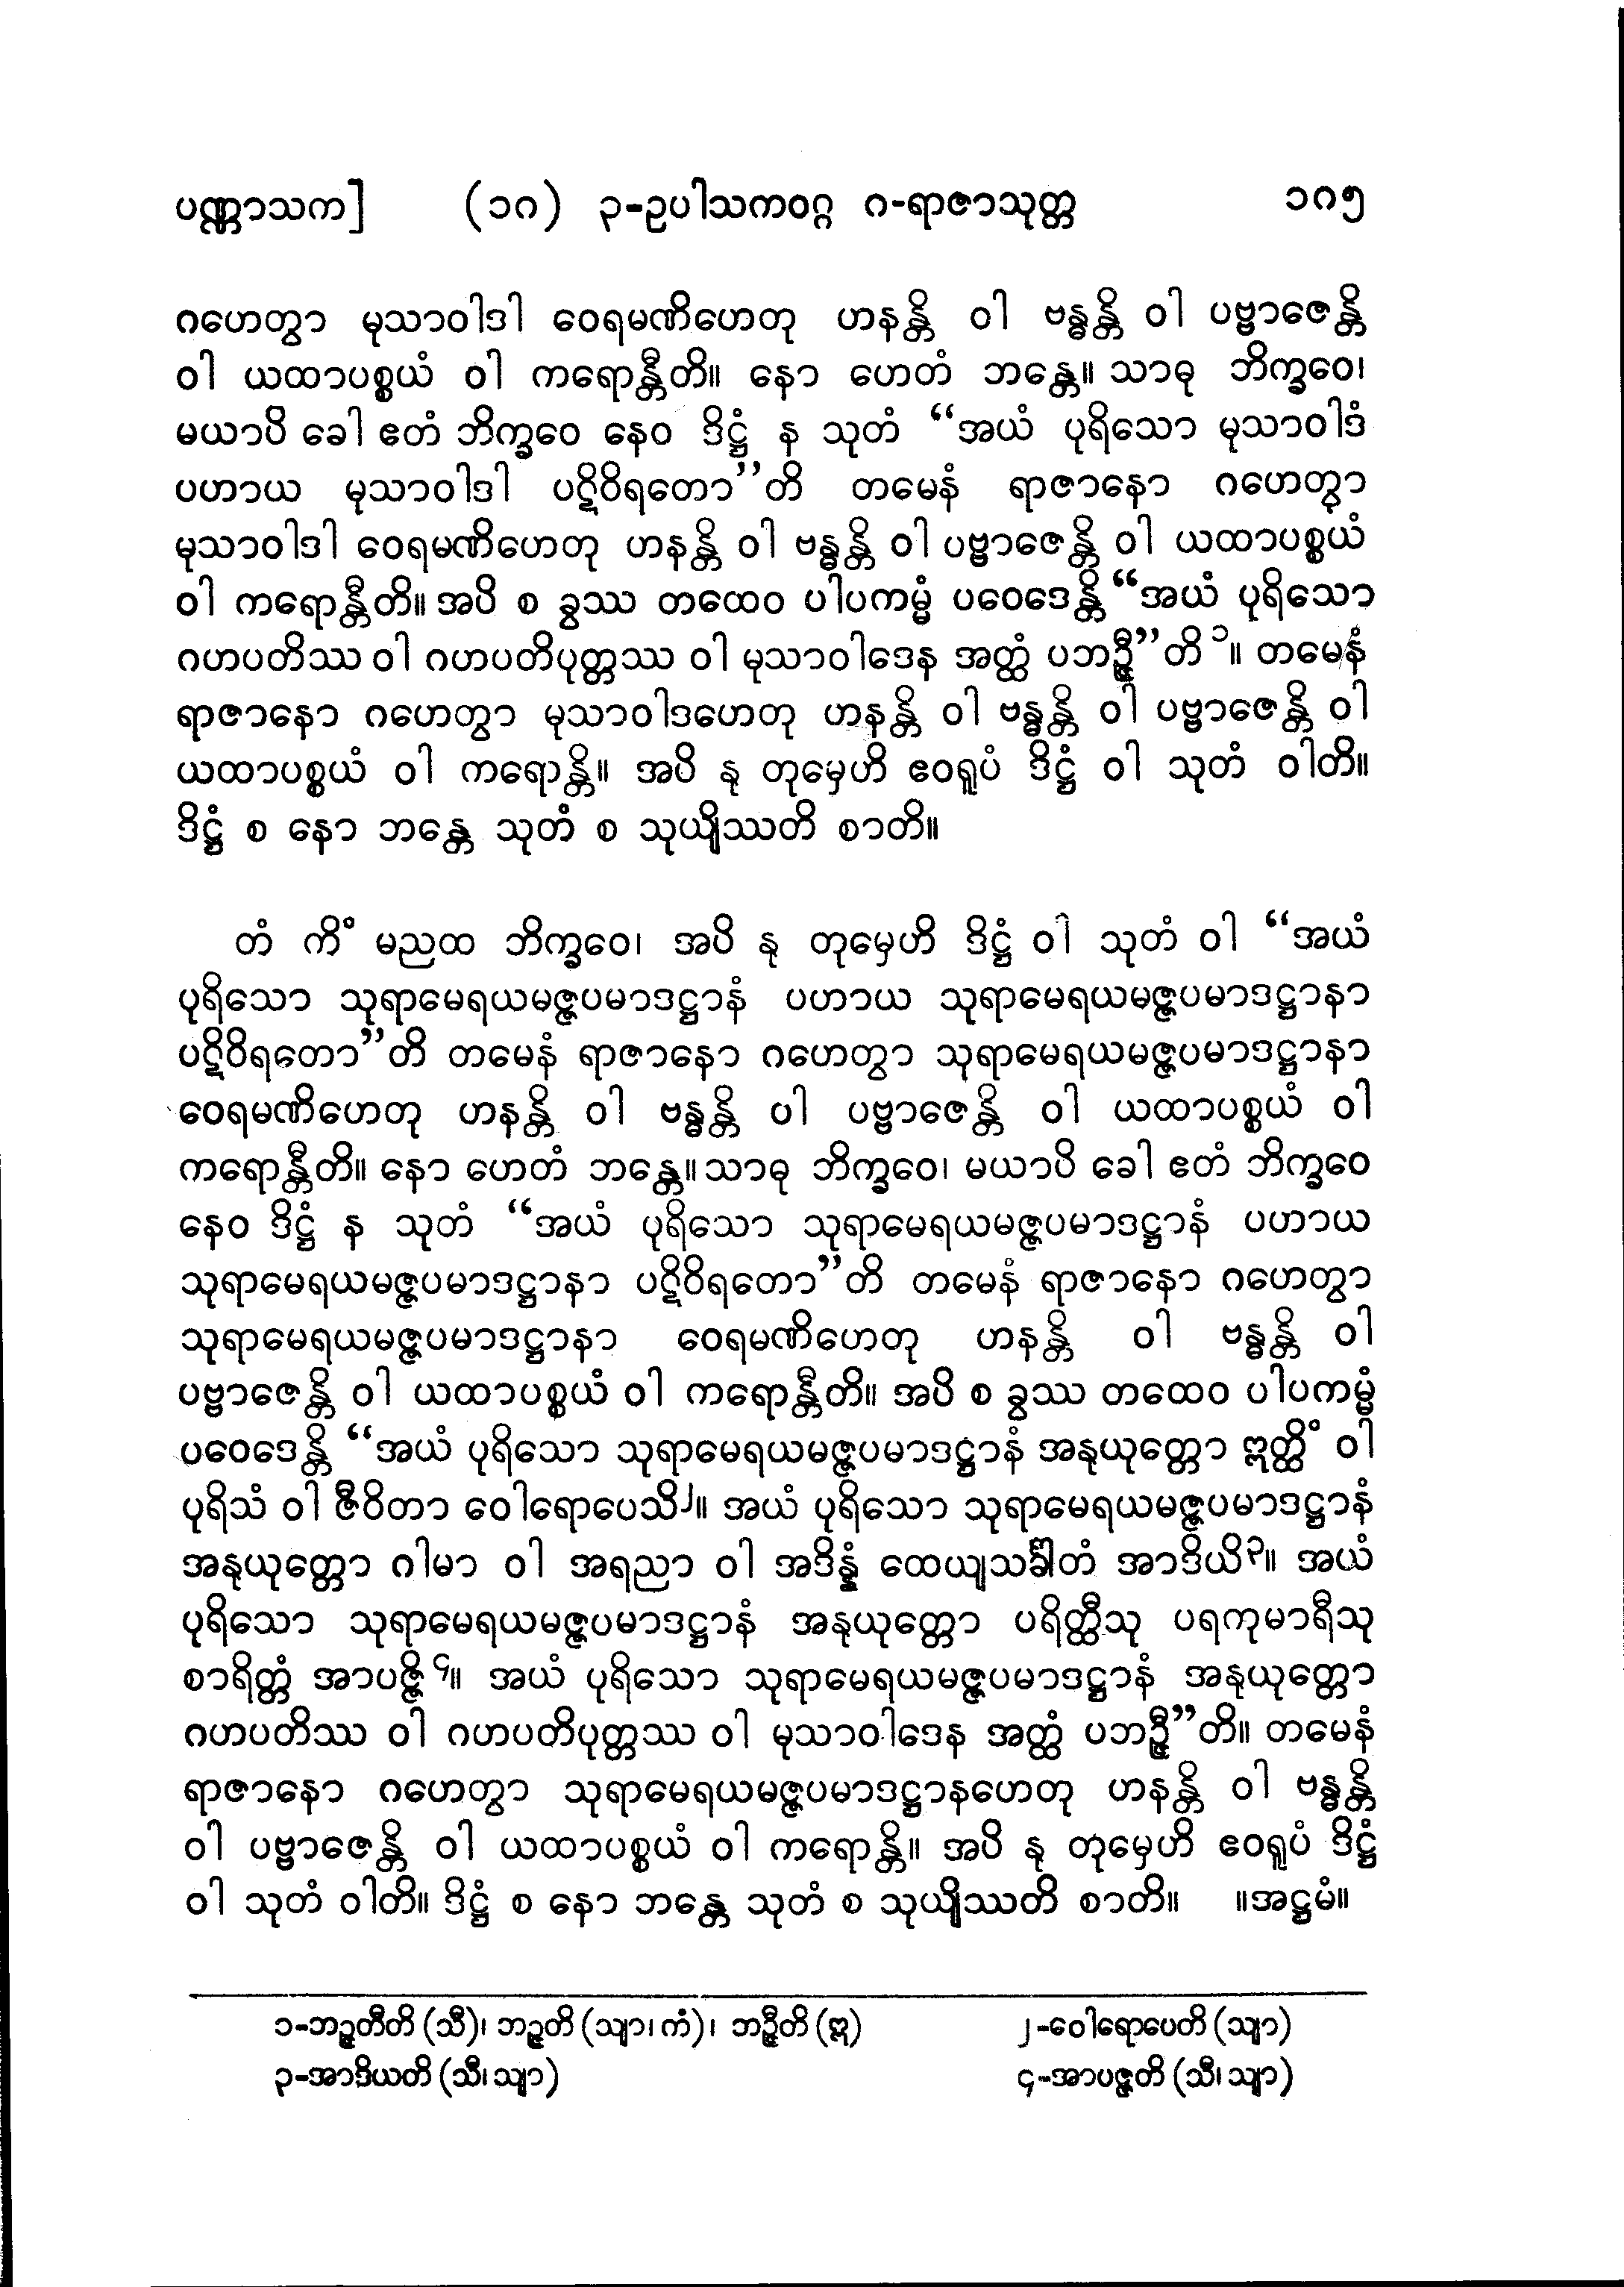 ပဏ္ဏာသက] (၁၈) ၃-ဥပါသကဝဂ္ဂ ၈-ရာဇာသုတ္တ ၁၈၅
ဂဟေတွာ မုသာဝါဒါ ဝေရမဏိဟေတု ဟနန္တိ ဝါ ဗန္ဓန္တိ ဝါ ပဗ္ဗာဇေန္တိ
ဝါ ယထာပစ္စယံ ဝါ ကရောန္တီတိ။ နော ဟေတံ ဘန္တေ။ သာဓု ဘိက္ခဝေ၊
မယာပိ ခေါ ဧတံ ဘိက္ခဝေ နေဝ ဒိဋ္ဌံ န သုတံ “အယံ ပုရိသော မုသာဝါဒံ
ပဟာယ မုသာဝါဒါ ပဋိဝိရတော”တိ တမေနံ ရာဇာနော ဂဟေတွာ
မုသာဝါဒါ ဝေရမဏိဟေတု ဟနန္တိ ဝါ ဗန္ဓန္တိ ဝါ ပဗ္ဗာဇေန္တိ ဝါ ယထာပစ္စယံ
ဝါ ကရောန္တီတိ။ အပိ စ ခွဿ တထေဝ ပါပကမ္မံ ပဝေဒေန္တိ “အယံ ပုရိသော
ဂဟပတိဿ ဝါ ဂဟပတိပုတ္တဿ ဝါ မုသာဝါဒေန အတ္ထံ ပဘဉ္ဇီ”တိ ၁။ တမေနံ
ရာဇာနော ဂဟေတွာ မုသာဝါဒဟေတု ဟနန္တိ ဝါ ဗန္ဓန္တိ ဝါ ပဗ္ဗာဇေန္တိ ဝါ
ယထာပစ္စယံ ဝါ ကရောန္တိ။ အပိ နု တုမှေဟိ ဧဝရူပံ ဒိဋ္ဌံ ဝါ သုတံ ဝါတိ။
ဒိဋ္ဌံ စ နော ဘန္တေ သုတံ စ သုယျိဿတိ စာတိ။
တံ ကိံ မညထ ဘိက္ခဝေ၊ အပိ နု တုမှေဟိ ဒိဋ္ဌံ ဝါ သုတံ ဝါ “အယံ
ပုရိသော သုရာမေရယမဇ္ဇပမာဒဋ္ဌာနံ ပဟာယ သုရာမေရယမဇ္ဇပမာဒဋ္ဌာနာ
ပဋိဝိရတော”တိ တမေနံ ရာဇာနော ဂဟေတွာ သုရာမေရယမဇ္ဇပမာဒဋ္ဌာနာ
ဝေရမဏိဟေတု ဟနန္တိ ဝါ ဗန္ဓန္တိ ဝါ ပဗ္ဗာဇေန္တိ ဝါ ယထာပစ္စယံ ဝါ
ကရောန္တီတိ။ နော ဟေတံ ဘန္တေ။ သာဓု ဘိက္ခဝေ၊ မယာပိ ခေါ ဧတံ ဘိက္ခဝေ
နေဝ ဒိဋ္ဌံ န သုတံ “အယံ ပုရိသော သုရာမေရယမဇ္ဇပမာဒဋ္ဌာနံ ပဟာယ
သုရာမေရယမဇ္ဇပမာဒဋ္ဌာနာ ပဋိဝိရတော”တိ တမေနံ ရာဇာနော ဂဟေတွာ
သုရာမေရယမဇ္ဇပမာဒဋ္ဌာနာ ဝေရမဏိဟေတု ဟနန္တိ ဝါ ဗန္ဓန္တိ ဝါ
ပဗ္ဗာဇေန္တိ ဝါ ယထာပစ္စယံ ဝါ ကရောန္တီတိ။ အပိ စ ခွဿ တထေဝ ပါပကမ္မံ
ပဝေဒေန္တိ “အယံ ပုရိသော သုရာမေရယမဇ္ဇပမာဒဋ္ဌာနံ အနုယုတ္တော ဣတ္ထိံ ဝါ
ပုရိသံ ဝါ ဇီဝိတာ ဝေါရောပေသိ၂။ အယံ ပုရိသော သုရာမေရယမဇ္ဇပမာဒဋ္ဌာနံ
အနုယုတ္တော ဂါမာ ဝါ အရညာ ဝါ အဒိန္နံ ထေယျသင်္ခါတံ အာဒိယိ၃။ အယံ
ပုရိသော သုရာမေရယမဇ္ဇပမာဒဋ္ဌာနံ အနုယုတ္တော ပရိတ္ထီသု ပရကုမာရီသု
စာရိတ္တံ အာပဇ္ဇိ ၄။ အယံ ပုရိသော သုရာမေရယမဇ္ဇပမာဒဋ္ဌာနံ အနုယုတ္တော
ဂဟပတိဿ ဝါ ဂဟပတိပုတ္တဿ ဝါ မုသာဝါဒေန အတ္ထံ ပဘဉ္ဇီ”တိ။ တမေနံ
ရာဇာနော ဂဟေတွာ သုရာမေရယမဇ္ဇပမာဒဋ္ဌာနဟေတု ဟနန္တိ ဝါ ဗန္ဓန္တိ
ဝါ ပဗ္ဗာဇေန္တိ ဝါ ယထာပစ္စယံ ဝါ ကရောန္တိ။ အပိ နု တုမှေဟိ ဧဝရူပံ ဒိဋ္ဌံ
ဝါ သုတံ ဝါတိ။ ဒိဋ္ဌံ စ နော ဘန္တေ သုတံ စ သုယျိဿတိ စာတိ။ ။အဋ္ဌမံ။
၁-ဘဉ္ဇတီတိ (သီ)၊ ဘဉ္ဇတိ (သျာ၊ ကံ)၊ ဘဉ္ဇီတိ (ဣ) ၂-ဝေါရောပေတိ (သျာ)
၃-အာဒိယတိ (သီ၊ သျာ) ၄-အာပဇ္ဇတိ (သီ၊ သျာ)